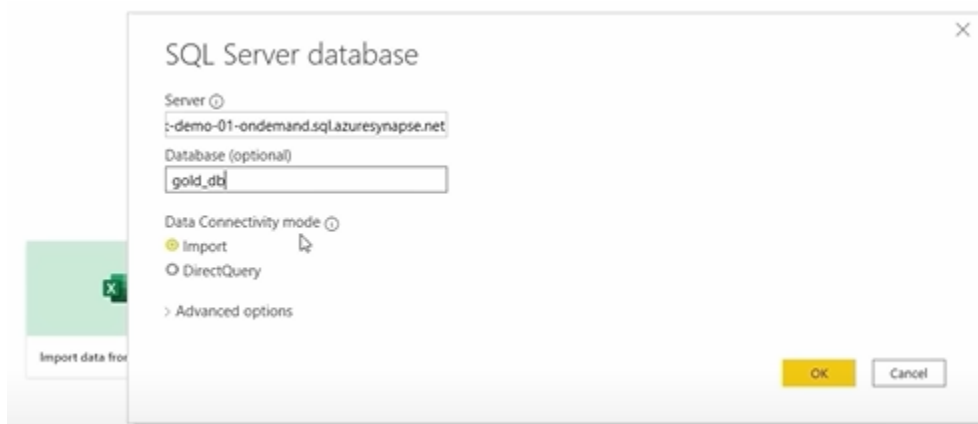 SQL Server database
Server
:-demo-01-ondemand.sql.azuresynapse.net
Database (optional)
gold_db
Data Connectivity mode
Import
DirectQuery
> Advanced options
Import data from
OK
Cancel